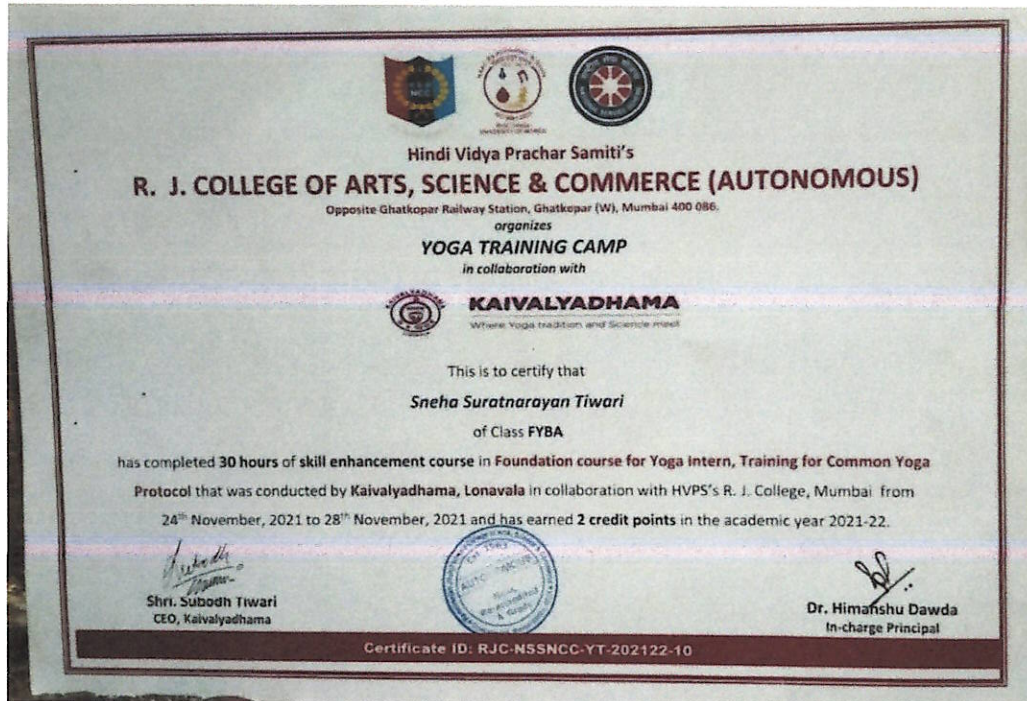 NCC
Hindi Vidya Prachar Samiti's
R. J. COLLEGE OF ARTS, SCIENCE & COMMERCE (AUTONOMOUS)
Opposite Ghatkopar Railway Station, Ghatkopar (W), Mumbai 400 086.
organizes
YOGA TRAINING CAMP
in collaboration with
KAIVALYADHAMA
KAIVALYADHAMA
Where Yoga tradition and Science meet
This is to certify that
Sneha Suratnarayan Tiwari
of Class FYBA
has completed 30 hours of skill enhancement course in Foundation course for Yoga Intern, Training for Common Yoga
Protocol that was conducted by Kaivalyadhama, Lonavala in collaboration with HVPS's R. J. College, Mumbai from
24th November, 2021 to 28th November, 2021 and has earned 2 credit points in the academic year 2021-22.
AUTONOMOUS
Shri. Subodh Tiwari
CEO, Kaivalyadhama
Dr. Himanshu Dawda
In-charge Principal
Certificate ID: RJC-NSSNCC-YT-202122-10